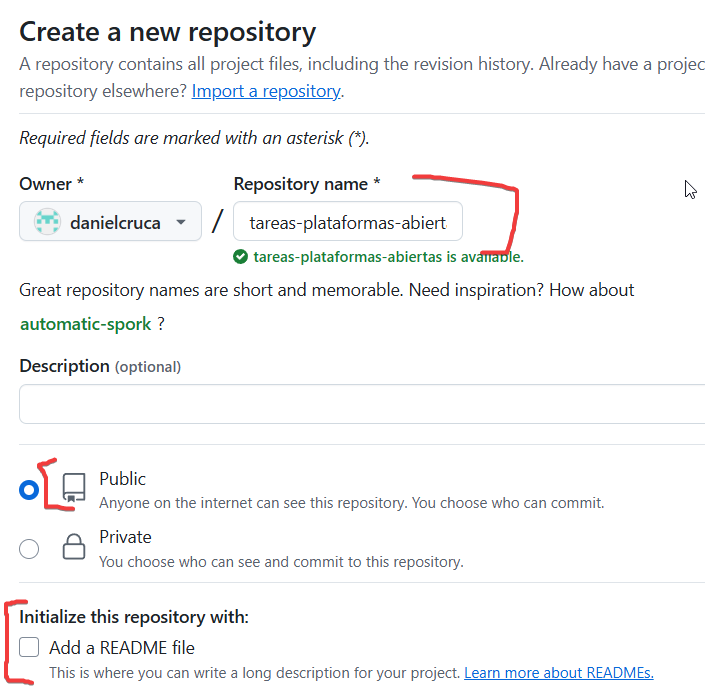 Create a new repository
A repository contains all project files, including the revision history. Already have a projec
repository elsewhere? Import a repository.
Required fields are marked with an asterisk (*).
Owner *
Repository name *
danielcruca
/
tareas-plataformas-abiert
tareas-plataformas-abiertas is available.
Great repository names are short and memorable. Need inspiration? How about
automatic-spork ?
Description (optional)
Public
Anyone on the internet can see this repository. You choose who can commit.
Private
You choose who can see and commit to this repository.
Initialize this repository with:
Add a README file
This is where you can write a long description for your project. Learn more about READMEs.